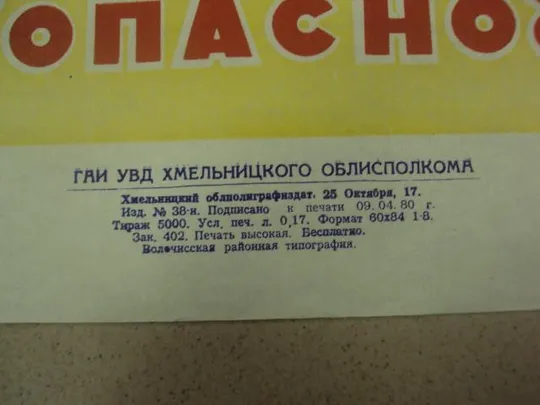 ОПАСНО
ГАИ УВД ХМЕЛЬНИЦКОГО ОБЛИСПОЛКОМА
Хмельницкий облполиграфиздат. 25 Октября, 17.
Изд. № 38-н. Подписано к печати 09.04.80 г.
Тираж 5000. Усл. печ. л. 0,17. Формат 60х84 1-8.
Зак. 402. Печать высокая. Бесплатно.
Волочисская районная типография.